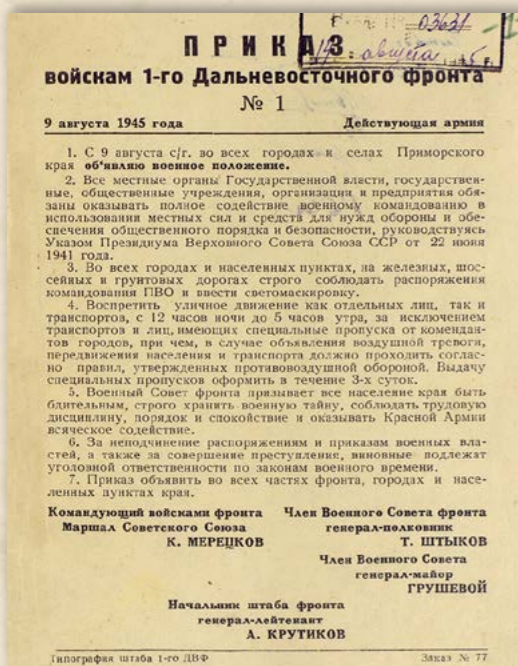 03631
14 августа 1945 г.
ПРИКАЗ
войскам 1-го Дальневосточного фронта
№ 1
9 августа 1945 года Действующая армия
1. С 9 августа с/г. во всех городах и селах Приморского
края об‘являю военное положение.
2. Все местные органы Государственной власти, государствен-
ные, общественные учреждения, организации и предприятия обя-
заны оказывать полное содействие военному командованию в
использовании местных сил и средств для нужд обороны и обе-
спечения общественного порядка и безопасности, руководствуясь
Указом Президиума Верховного Совета Союза ССР от 22 июня
1941 года.
3. Во всех городах и населенных пунктах, на железных, шос-
сейных и грунтовых дорогах строго соблюдать распоряжения
командования ПВО и ввести светомаскировку.
4. Воспретить уличное движение как отдельных лиц, так и
транспортов, с 12 часов ночи до 5 часов утра, за исключением
транспортов и лиц, имеющих специальные пропуска от комендан-
тов городов, при чем, в случае объявления воздушной тревоги,
передвижения населения и транспорта должно проходить соглас-
но правил, утвержденных противовоздушной обороной. Выдачу
специальных пропусков оформить в течение 3-х суток.
5. Военный Совет фронта призывает все население края быть
бдительным, строго хранить военную тайну, соблюдать трудовую
дисциплину, порядок и спокойствие и оказывать Красной Армии
всяческое содействие.
6. За неподчинение распоряжениям и приказам военных вла-
стей, а также за совершение преступления, виновные подлежат
уголовной ответственности по законам военного времени.
7. Приказ объявить во всех частях фронта, городах и насе-
ленных пунктах края.
Командующий войсками фронта Член Военного Совета фронта
Маршал Советского Союза генерал-полковник
К. МЕРЕЦКОВ Т. ШТЫКОВ
Член Военного Совета
генерал-майор
ГРУШЕВОЙ
Начальник штаба фронта
генерал-лейтенант
А. КРУТИКОВ
Типография штаба 1-го ДВФ Заказ № 77